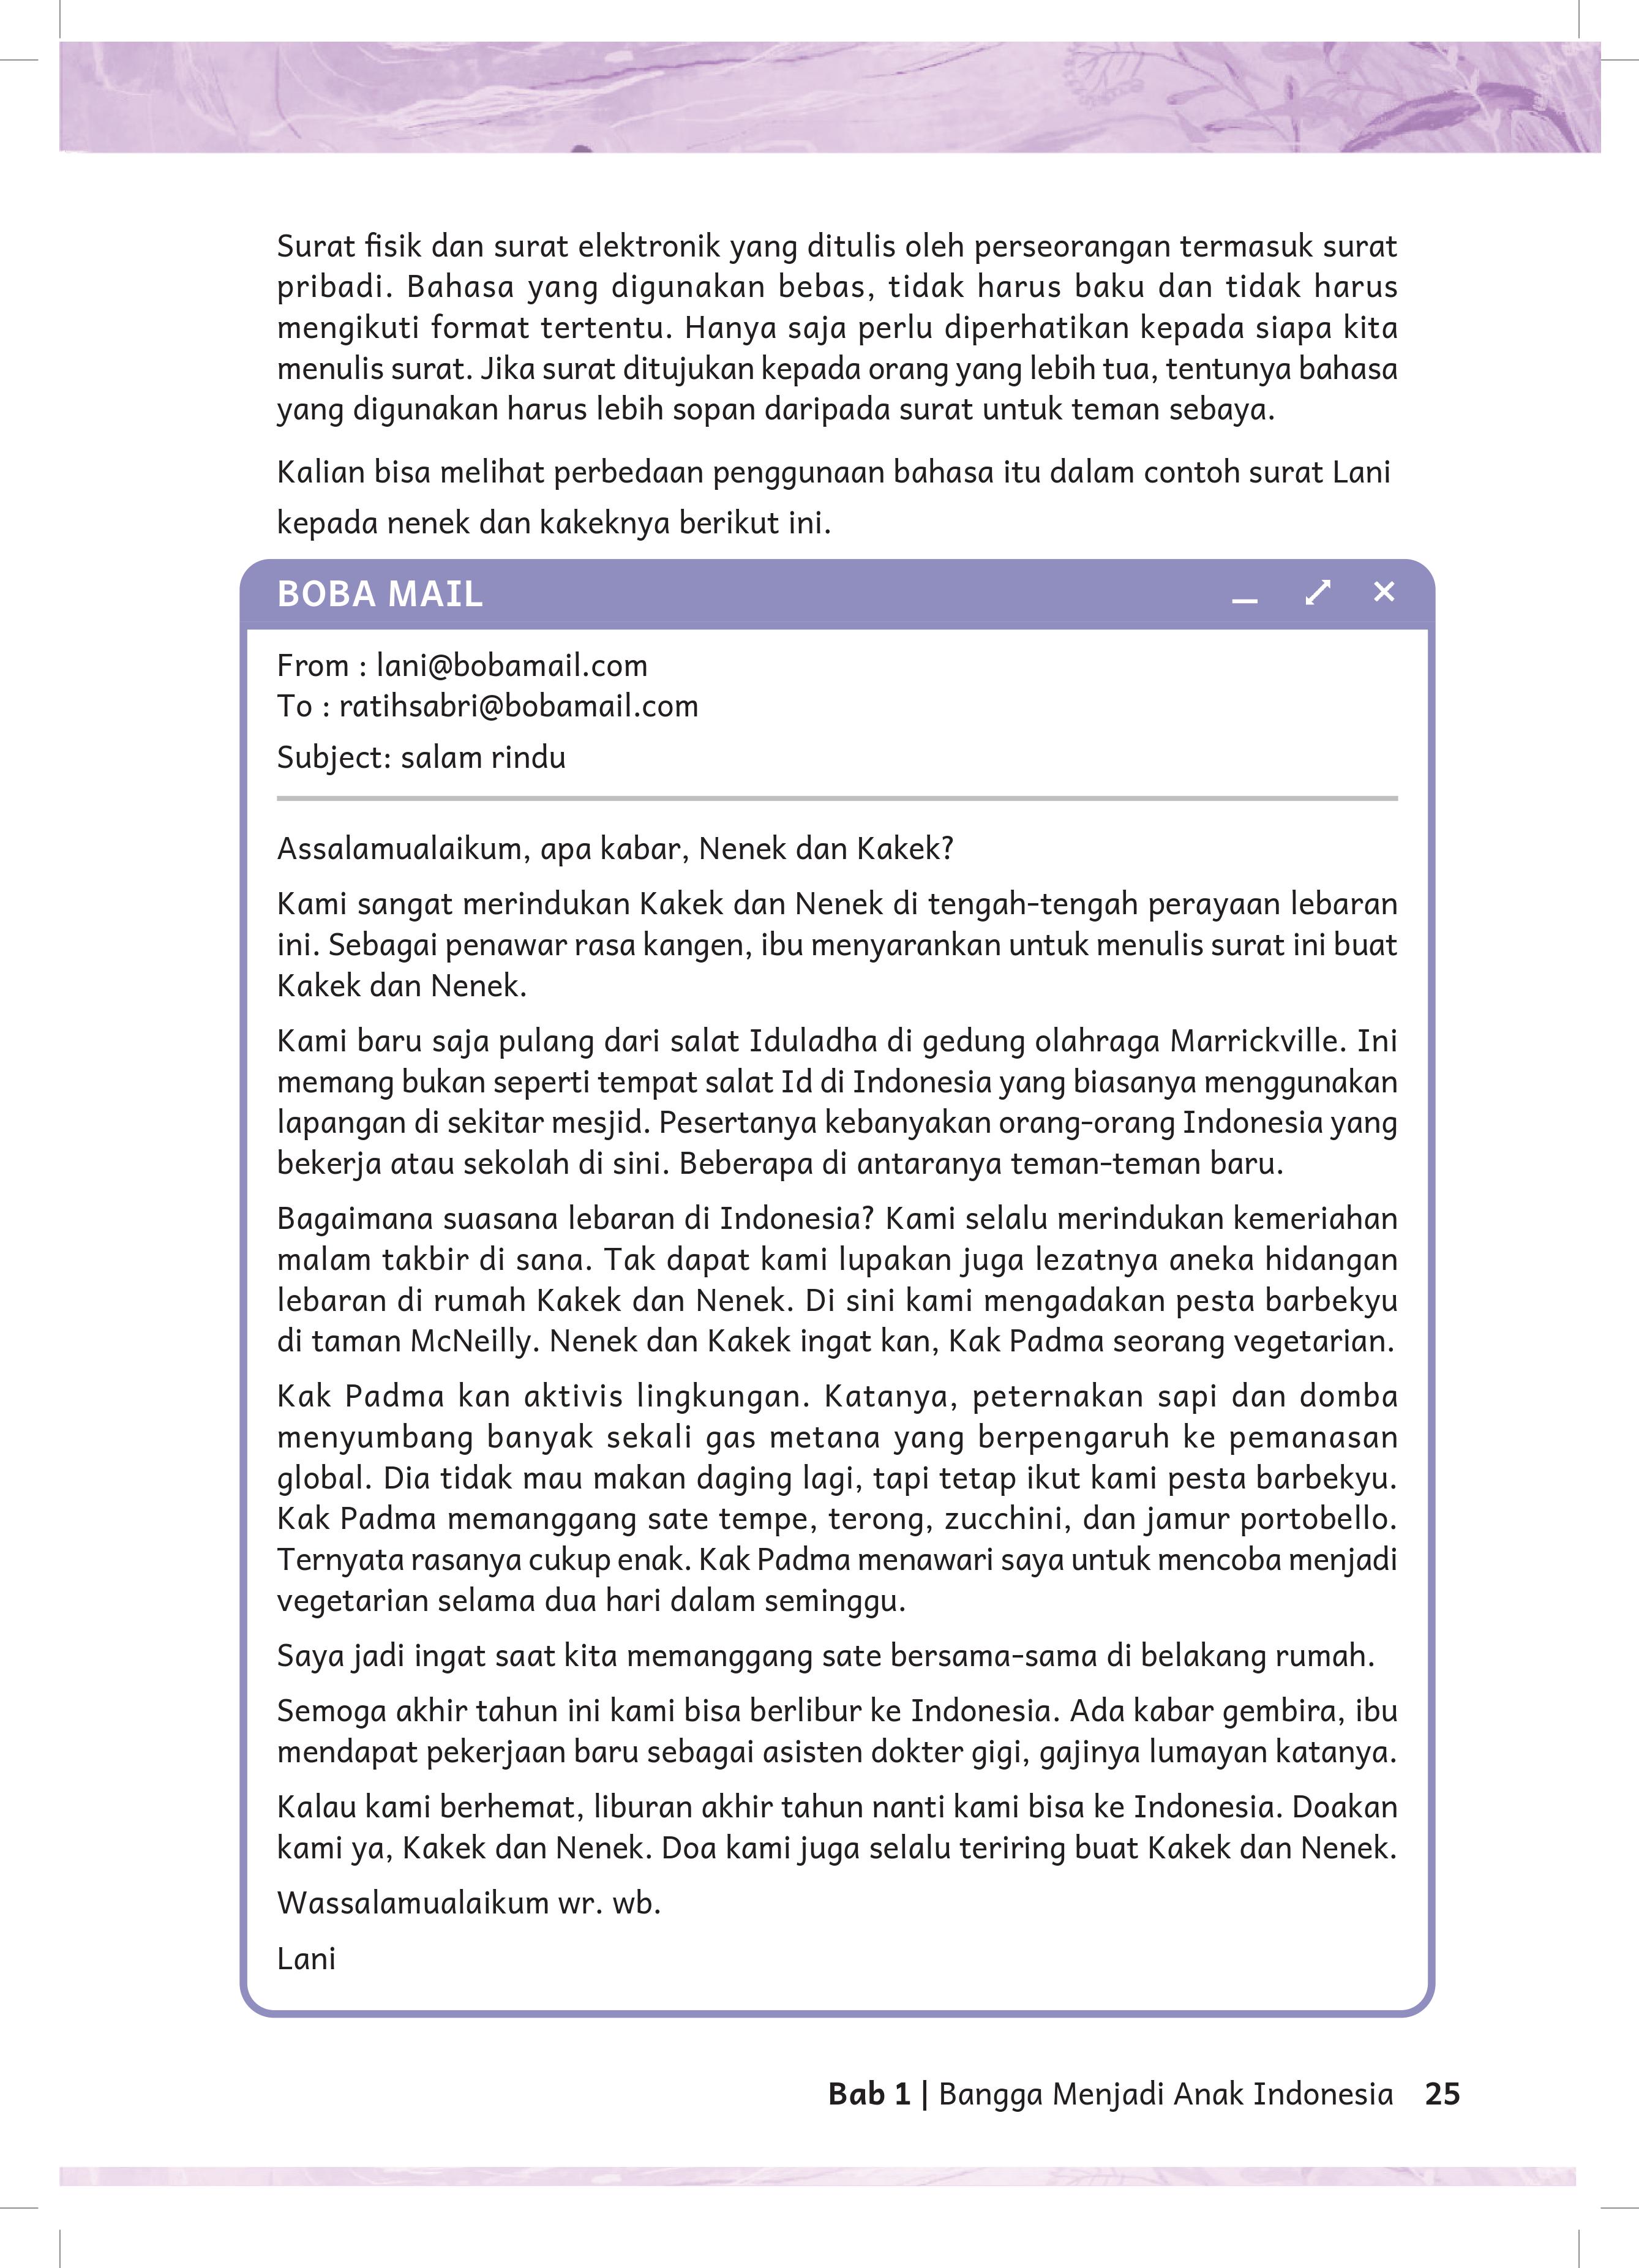 Surat fisik dan surat elektronik yang ditulis oleh perseorangan termasuk surat
pribadi. Bahasa yang digunakan bebas, tidak harus baku dan tidak harus
mengikuti format tertentu. Hanya saja perlu diperhatikan kepada siapa kita
menulis surat. Jika surat ditujukan kepada orang yang lebih tua, tentunya bahasa
yang digunakan harus lebih sopan daripada surat untuk teman sebaya.
Kalian bisa melihat perbedaan penggunaan bahasa itu dalam contoh surat Lani
kepada nenek dan kakeknya berikut ini.
BOBA MAIL
From : lani@bobamail.com
To : ratihsabri@bobamail.com
Subject: salam rindu
Assalamualaikum, apa kabar, Nenek dan Kakek?
Kami sangat merindukan Kakek dan Nenek di tengah-tengah perayaan lebaran
ini. Sebagai penawar rasa kangen, ibu menyarankan untuk menulis surat ini buat
Kakek dan Nenek.
Kami baru saja pulang dari salat Iduladha di gedung olahraga Marrickville. Ini
memang bukan seperti tempat salat Id di Indonesia yang biasanya menggunakan
lapangan di sekitar mesjid. Pesertanya kebanyakan orang-orang Indonesia yang
bekerja atau sekolah di sini. Beberapa di antaranya teman-teman baru.
Bagaimana suasana lebaran di Indonesia? Kami selalu merindukan kemeriahan
malam takbir di sana. Tak dapat kami lupakan juga lezatnya aneka hidangan
lebaran di rumah Kakek dan Nenek. Di sini kami mengadakan pesta barbekyu
di taman McNeilly. Nenek dan Kakek ingat kan, Kak Padma seorang vegetarian.
Kak Padma kan aktivis lingkungan. Katanya, peternakan sapi dan domba
menyumbang banyak sekali gas metana yang berpengaruh ke pemanasan
global. Dia tidak mau makan daging lagi, tapi tetap ikut kami pesta barbekyu.
Kak Padma memanggang sate tempe, terong, zucchini, dan jamur portobello.
Ternyata rasanya cukup enak. Kak Padma menawari saya untuk mencoba menjadi
vegetarian selama dua hari dalam seminggu.
Saya jadi ingat saat kita memanggang sate bersama-sama di belakang rumah.
Semoga akhir tahun ini kami bisa berlibur ke Indonesia. Ada kabar gembira, ibu
mendapat pekerjaan baru sebagai asisten dokter gigi, gajinya lumayan katanya.
Kalau kami berhemat, liburan akhir tahun nanti kami bisa ke Indonesia. Doakan
kami ya, Kakek dan Nenek. Doa kami juga selalu teriring buat Kakek dan Nenek.
Wassalamualaikum wr. wb.
Lani
Bab 1 | Bangga Menjadi Anak Indonesia 25